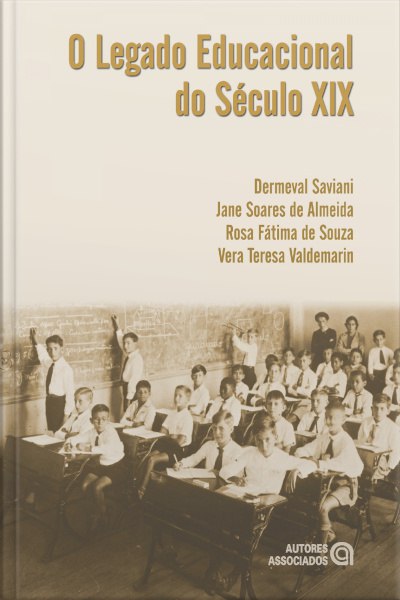 O Legado Educacional
do Século XIX
Dermeval Saviani
Jane Soares de Almeida
Rosa Fátima de Souza
Vera Teresa Valdemarin
AUTORES
ASSOCIADOS